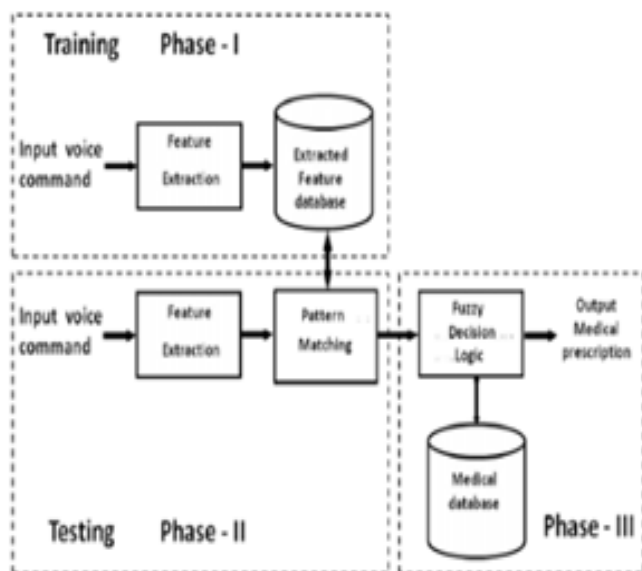 Training Phase - I
Input voice
command
Feature
Extraction
Extracted
Feature
database
Input voice
command
Feature
Extraction
Pattern
Matching
Fuzzy
Decision
Logic
Output
Medical
prescription
Medical
database
Testing Phase - II
Phase - III